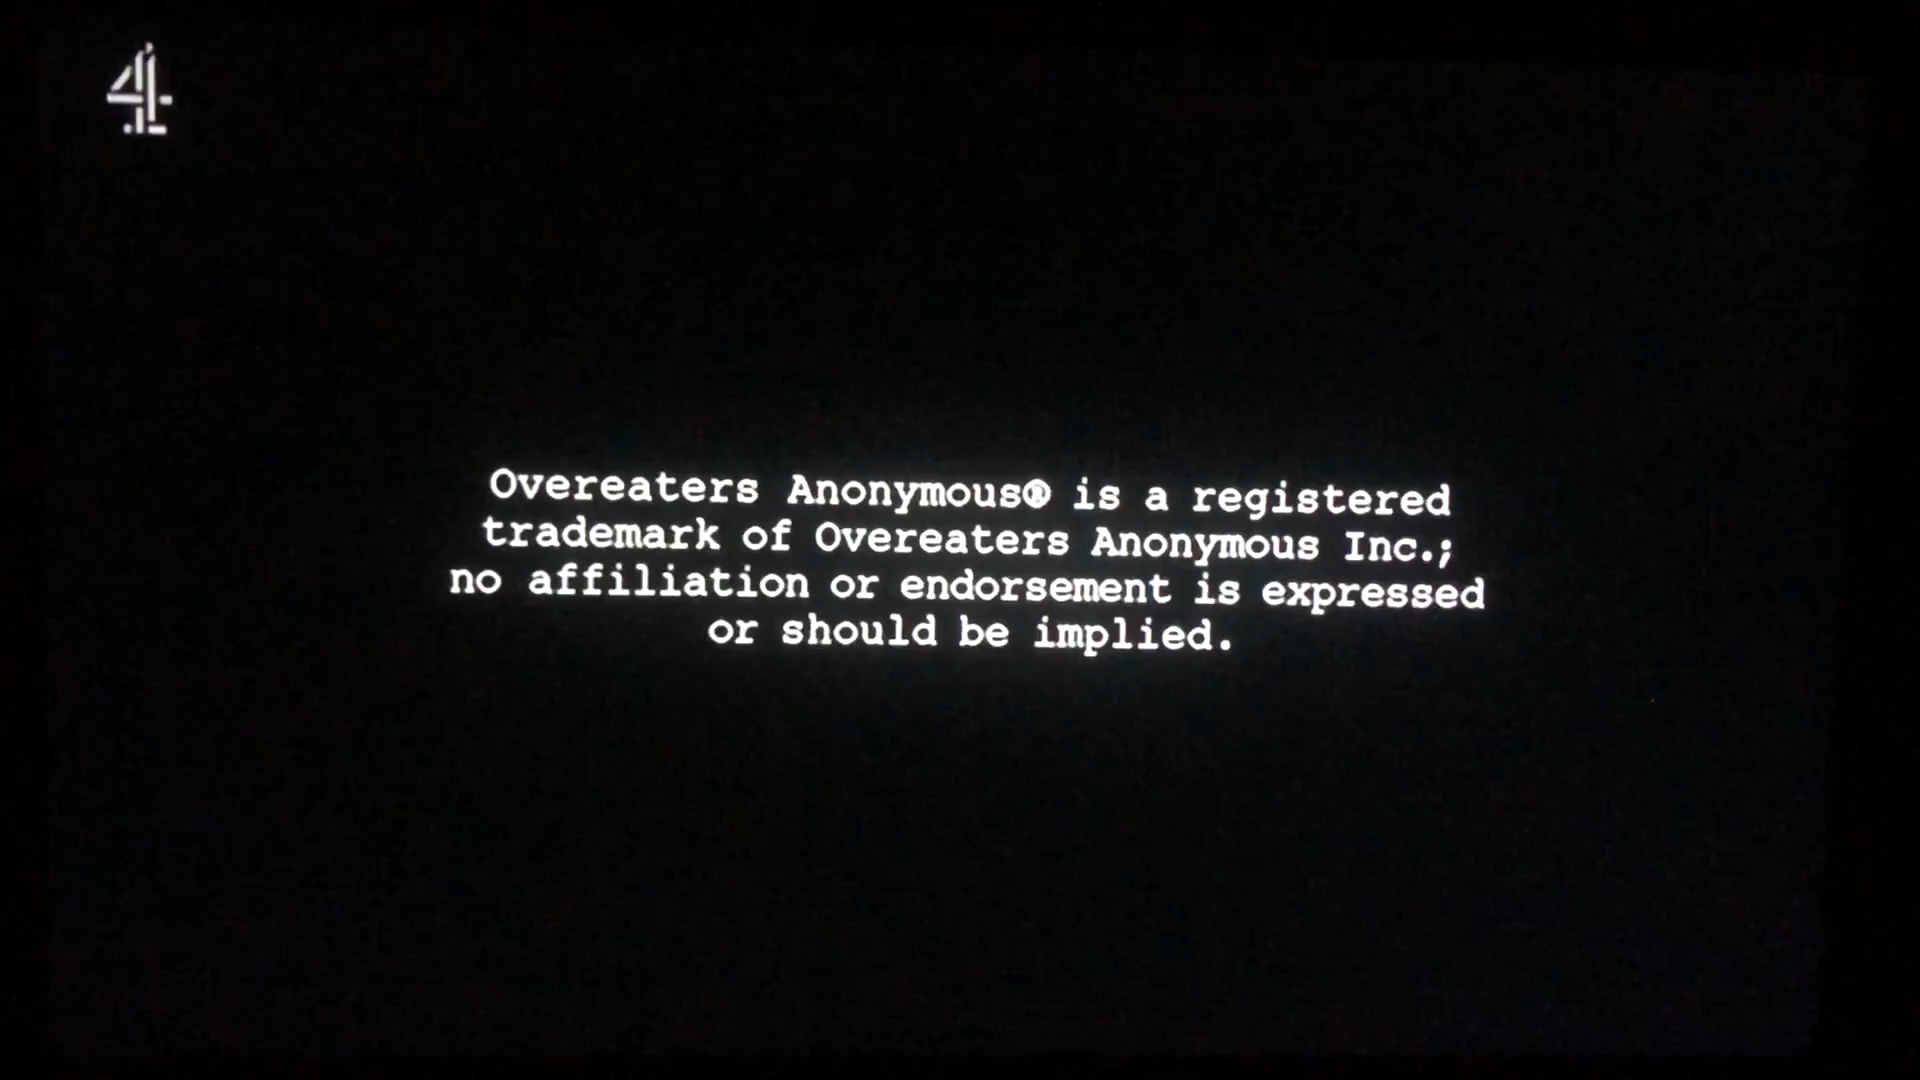 4
Overeaters Anonymous® is a registered
trademark of Overeaters Anonymous Inc.;
no affiliation or endorsement is expressed
or should be implied.